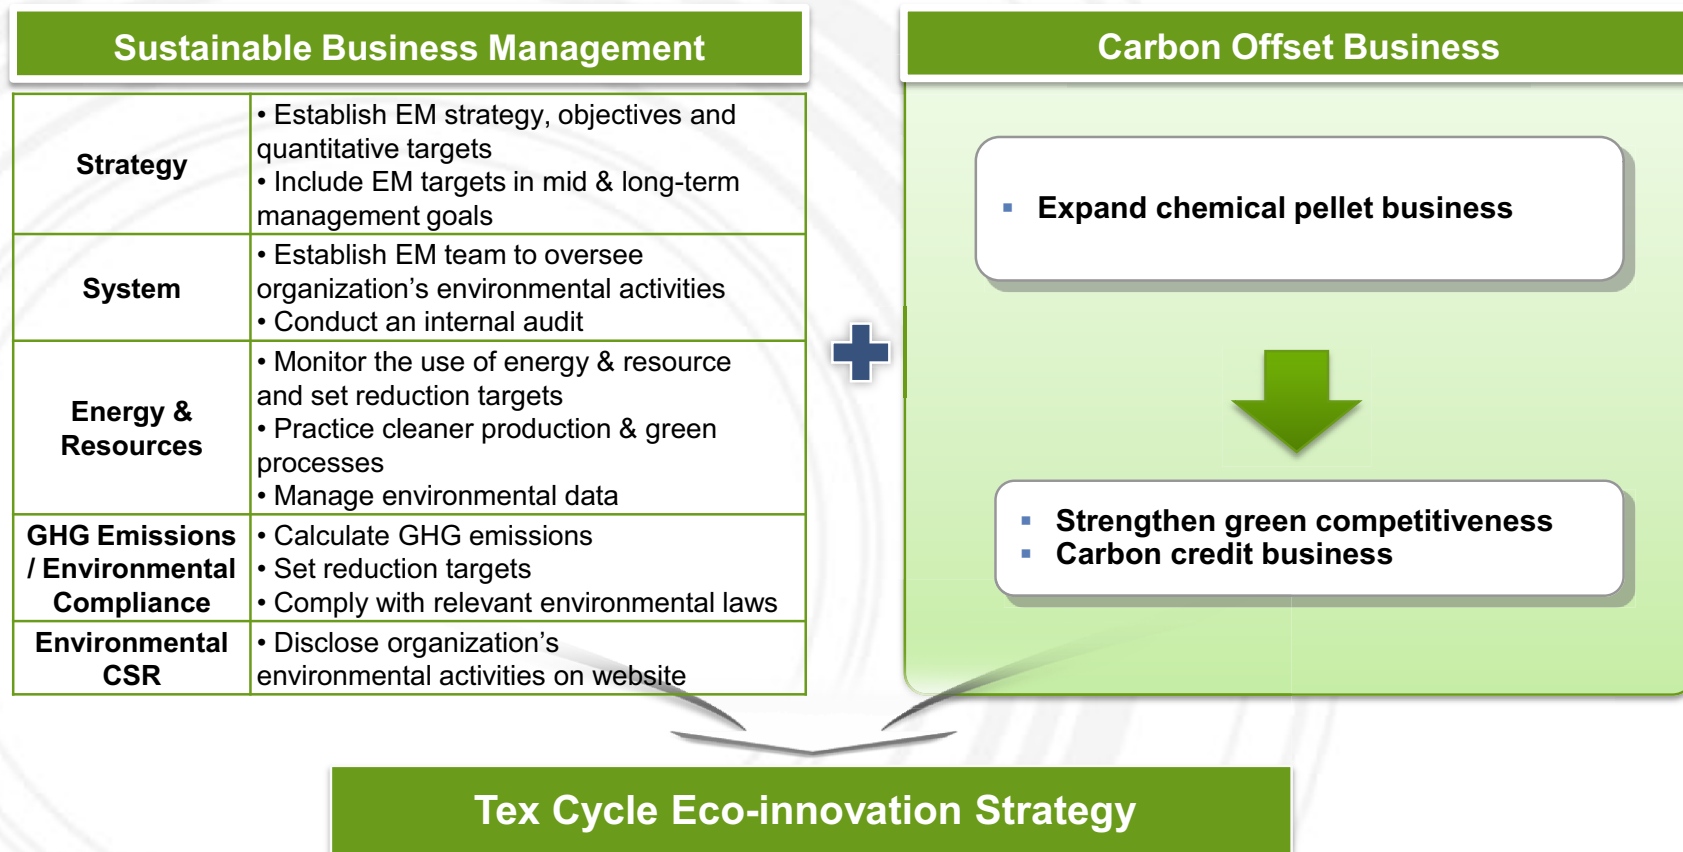 Sustainable Business Management
Strategy
• Establish EM strategy, objectives and
quantitative targets
• Include EM targets in mid & long-term
management goals
System
• Establish EM team to oversee
organization’s environmental activities
• Conduct an internal audit
Energy &
Resources
• Monitor the use of energy & resource
and set reduction targets
• Practice cleaner production & green
processes
• Manage environmental data
GHG Emissions
/ Environmental
Compliance
• Calculate GHG emissions
• Set reduction targets
• Comply with relevant environmental laws
Environmental
CSR
• Disclose organization’s
environmental activities on website
Carbon Offset Business
▪ Expand chemical pellet business
▪ Strengthen green competitiveness
▪ Carbon credit business
Tex Cycle Eco-innovation Strategy